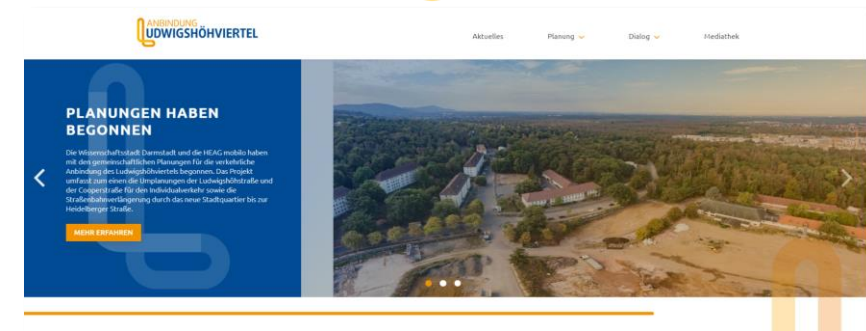 ANBINDUNG
LUDWIGSHÖHVIERTEL
Aktuelles Planung Dialog Mediathek
PLANUNGEN HABEN
BEGONNEN
Die Wissenschaftsstadt Darmstadt und die HEAG mobilo haben
mit den gemeinschaftlichen Planungen für die verkehrliche
Anbindung des Ludwigshöhviertels begonnen. Das Projekt
umfasst zum einen die Umplanungen der Ludwigshöhstraße und
der Cooperstraße für den Individualverkehr sowie die
Straßenbahnverlängerung durch das neue Stadtquartier bis zur
Heidelberger Straße.
MEHR ERFAHREN